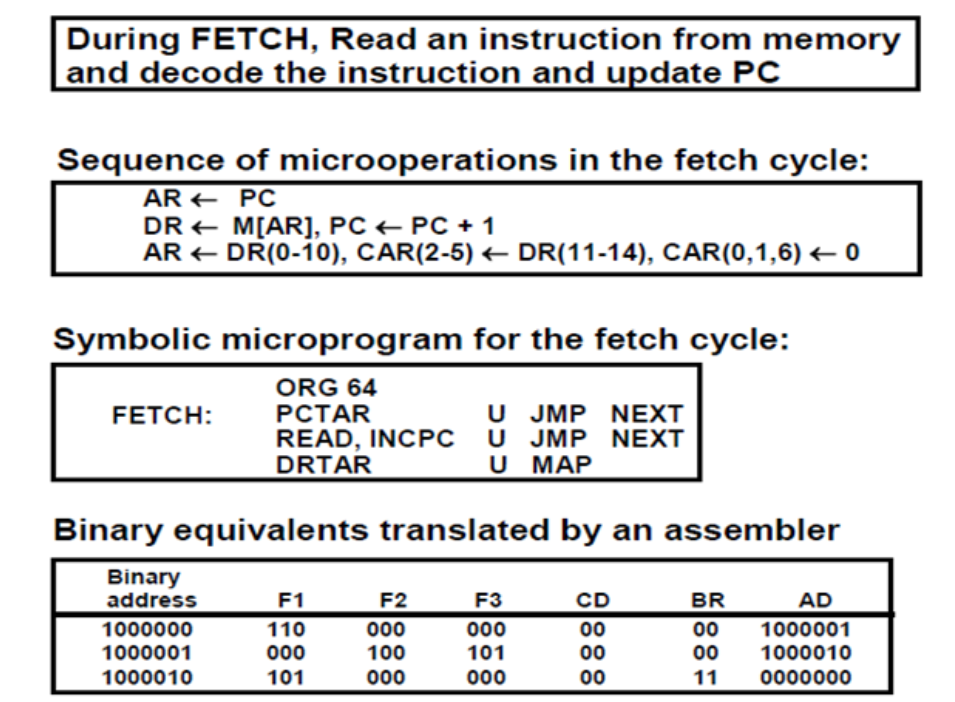 During FETCH, Read an instruction from memory
and decode the instruction and update PC
Sequence of microoperations in the fetch cycle:
AR ← PC
DR ← M[AR], PC ← PC + 1
AR ← DR(0-10), CAR(2-5) ← DR(11-14), CAR(0,1,6) ← 0
Symbolic microprogram for the fetch cycle:
ORG 64
FETCH: PCTAR U JMP NEXT
READ, INCPC U JMP NEXT
DRTAR U MAP
Binary equivalents translated by an assembler
Binary
address F1 F2 F3 CD BR AD
1000000 110 000 000 00 00 1000001
1000001 000 100 101 00 00 1000010
1000010 101 000 000 00 11 0000000